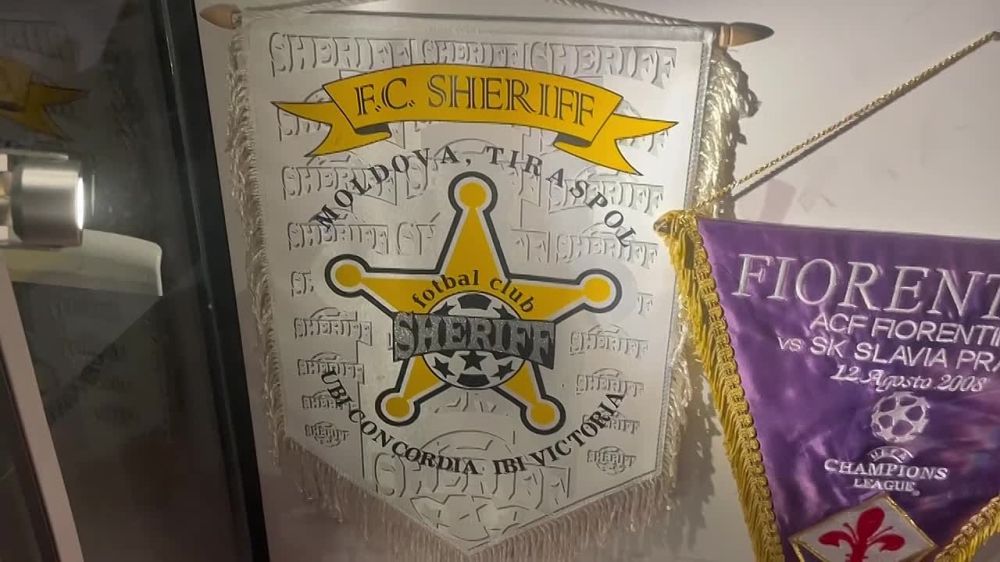 SHERIFF SHERIFF SHERIFF
F.C. SHERIFF
MOLDOVA, TIRASPOL
fotbal club
SHERIFF
UBI CONCORDIA IBI VICTORIA
SHERIFF
FIORENT
ACF FIORENTI
vs SK SLAVIA PRA
12 Agosto 2008
UEFA
CHAMPIONS
LEAGUE